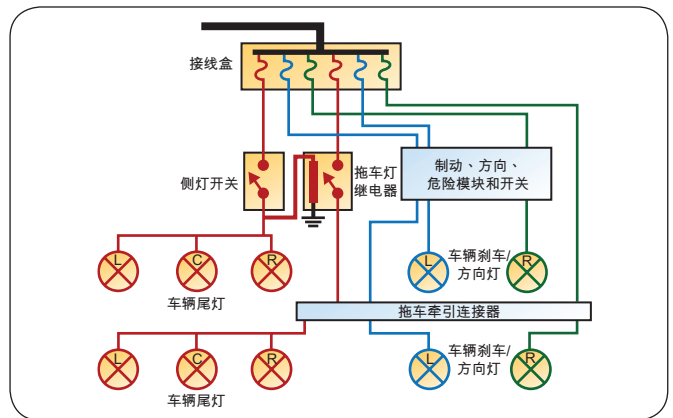 接线盒
侧灯开关
拖车灯
继电器
制动、方向、
危险模块和开关
L
C
R
车辆尾灯
L
车辆刹车/
方向灯
R
拖车牵引连接器
L
C
R
车辆尾灯
L
车辆刹车/
方向灯
R